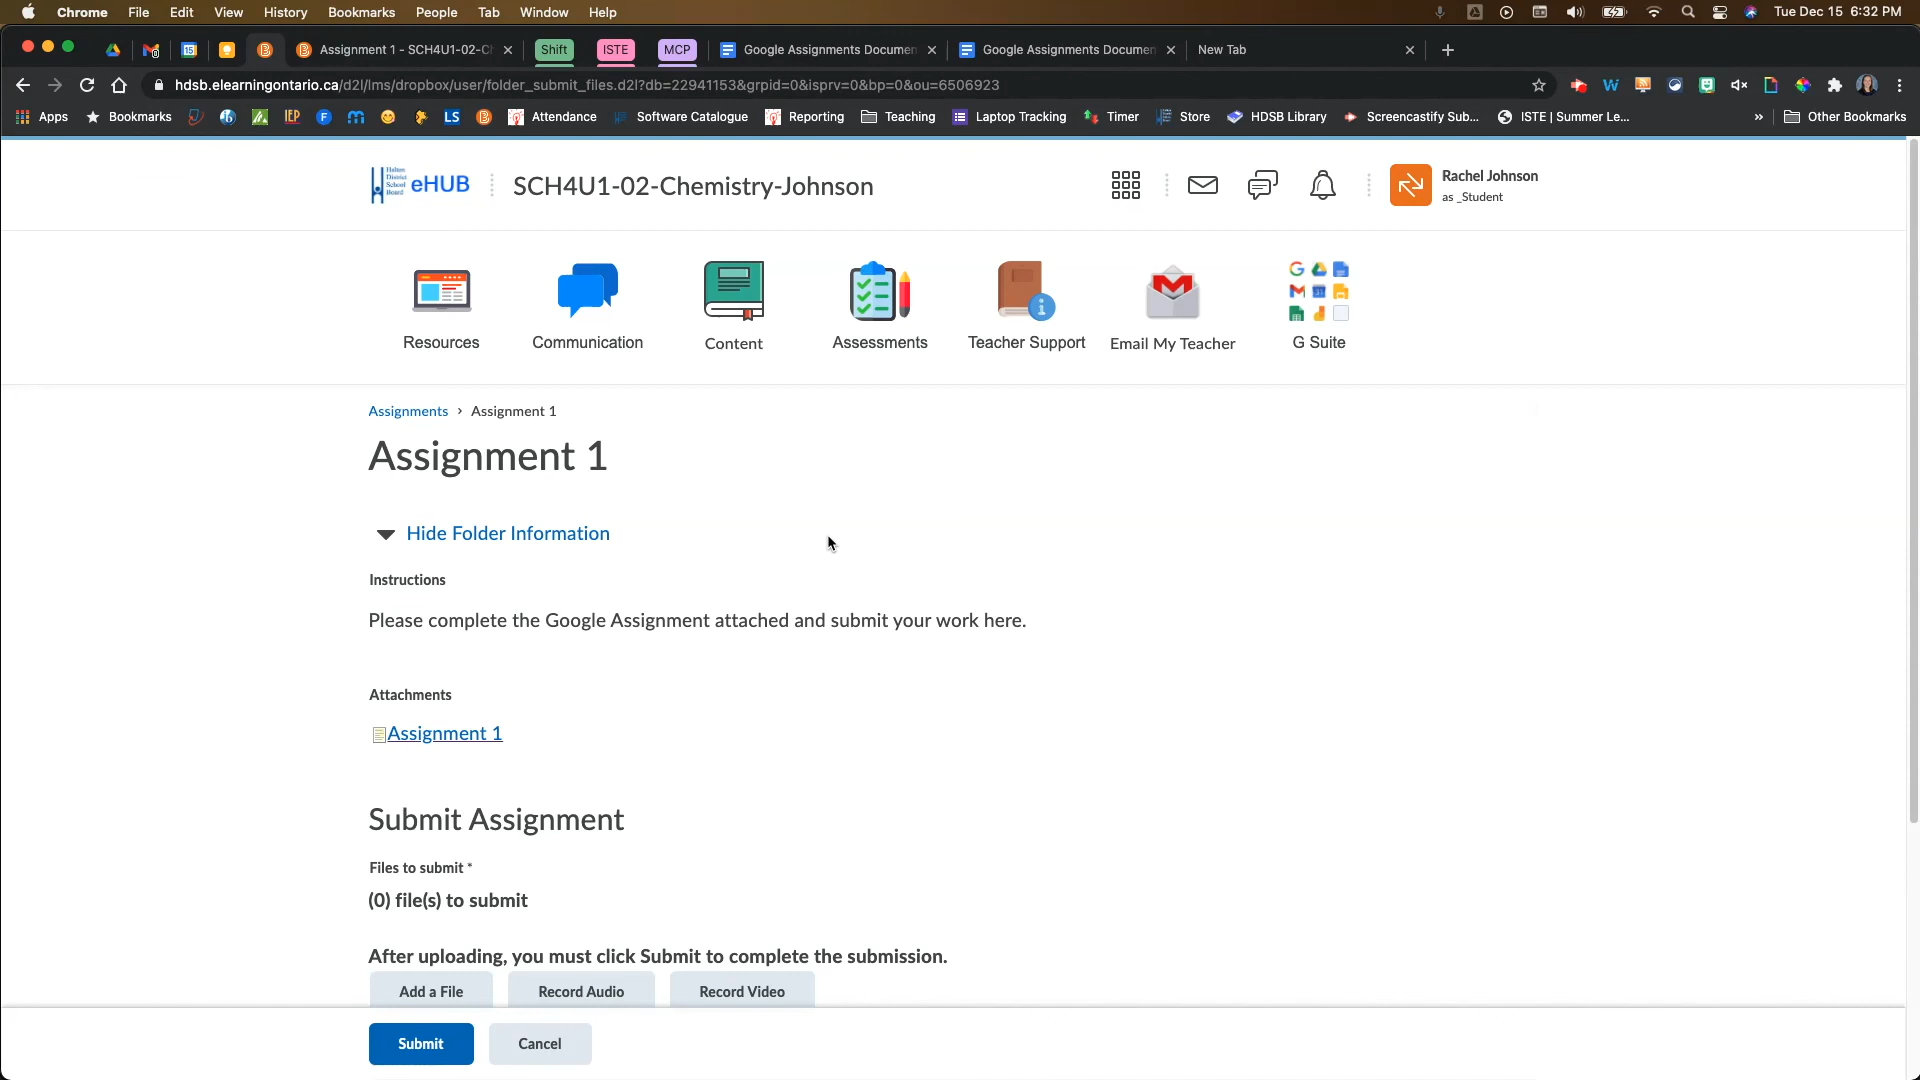 Chrome File Edit View History Bookmarks People Tab Window Help Tue Dec 15 6:32 PM
Assignment 1 - SCH4U1-02-Ch Shift ISTE MCP Google Assignments Documen Google Assignments Documen New Tab
hdsb.elearningontario.ca/d2l/lms/dropbox/user/folder_submit_files.d2l?db=22941153&grpid=0&isprv=0&bp=0&ou=6506923
Apps Bookmarks IEP LS Attendance Software Catalogue Reporting Teaching Laptop Tracking Timer Store HDSB Library Screencastify Sub... ISTE | Summer Le... » Other Bookmarks
Halton District School Board eHUB SCH4U1-02-Chemistry-Johnson
Rachel Johnson
as _Student
Resources Communication Content Assessments Teacher Support Email My Teacher G Suite
Assignments › Assignment 1
Assignment 1
Hide Folder Information
Instructions
Please complete the Google Assignment attached and submit your work here.
Attachments
Assignment 1
Submit Assignment
Files to submit *
(0) file(s) to submit
After uploading, you must click Submit to complete the submission.
Add a File Record Audio Record Video
Submit Cancel